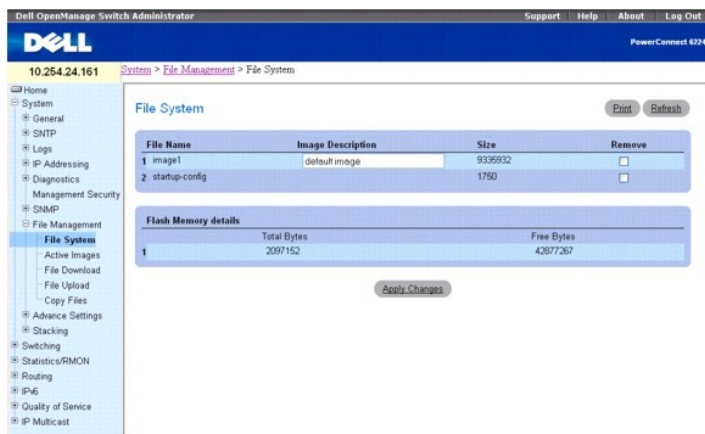 Dell OpenManage Switch Administrator
Support Help About Log Out
DELL
PowerConnect 6224
10.254.24.161
System > File Management > File System
Home
System
General
SNTP
Logs
IP Addressing
Diagnostics
Management Security
SNMP
File Management
File System
Active Images
File Download
File Upload
Copy Files
Advance Settings
Stacking
Switching
Statistics/RMON
Routing
IPv6
Quality of Service
IP Multicast
File System
Print Refresh
File Name Image Description Size Remove
1 image1 default image 9335932
2 startup-config 1750
Flash Memory details
Total Bytes Free Bytes
1 2097152 42877267
Apply Changes